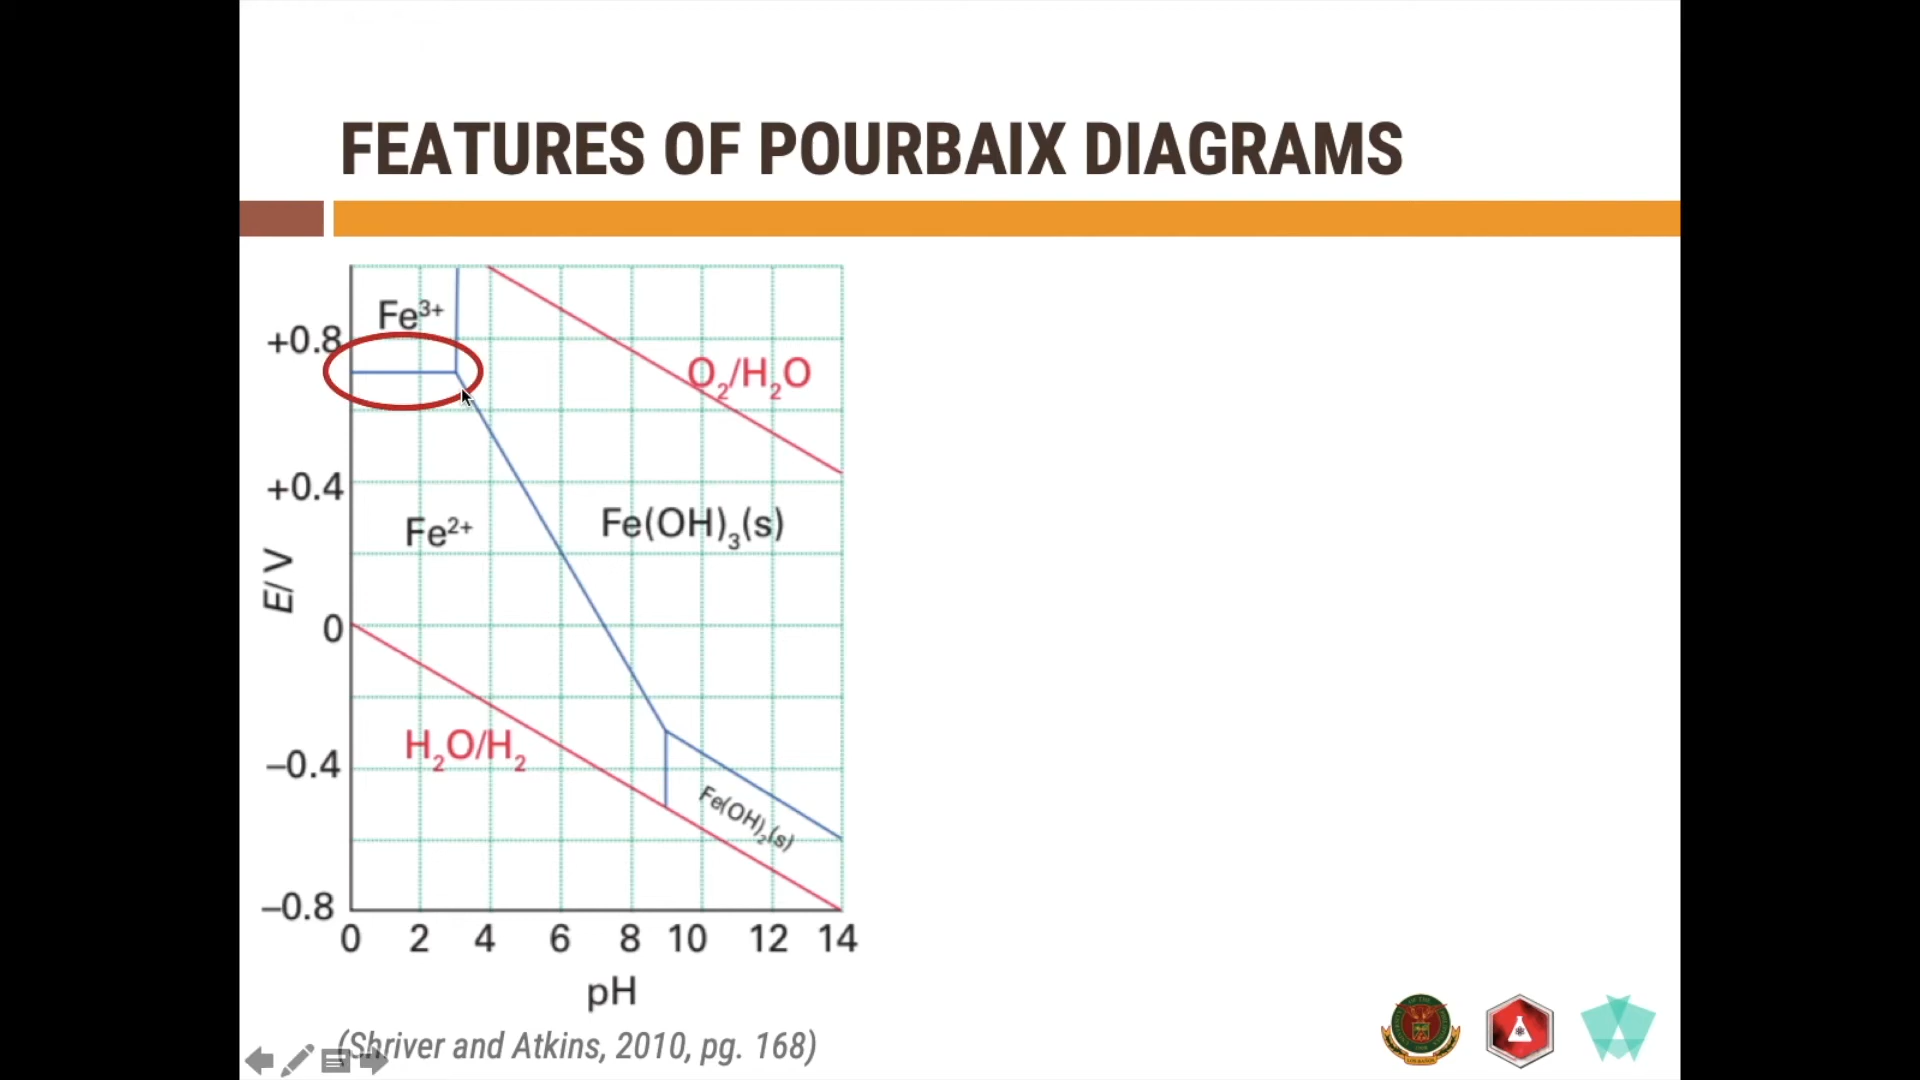 FEATURES OF POURBAIX DIAGRAMS
Fe³⁺
+0.8
O₂/H₂O
+0.4
Fe(OH)₃(s)
Fe²⁺
E/V
0
H₂O/H₂
–0.4
Fe(OH)₂(s)
–0.8
0 2 4 6 8 10 12 14
pH
(Shriver and Atkins, 2010, pg. 168)